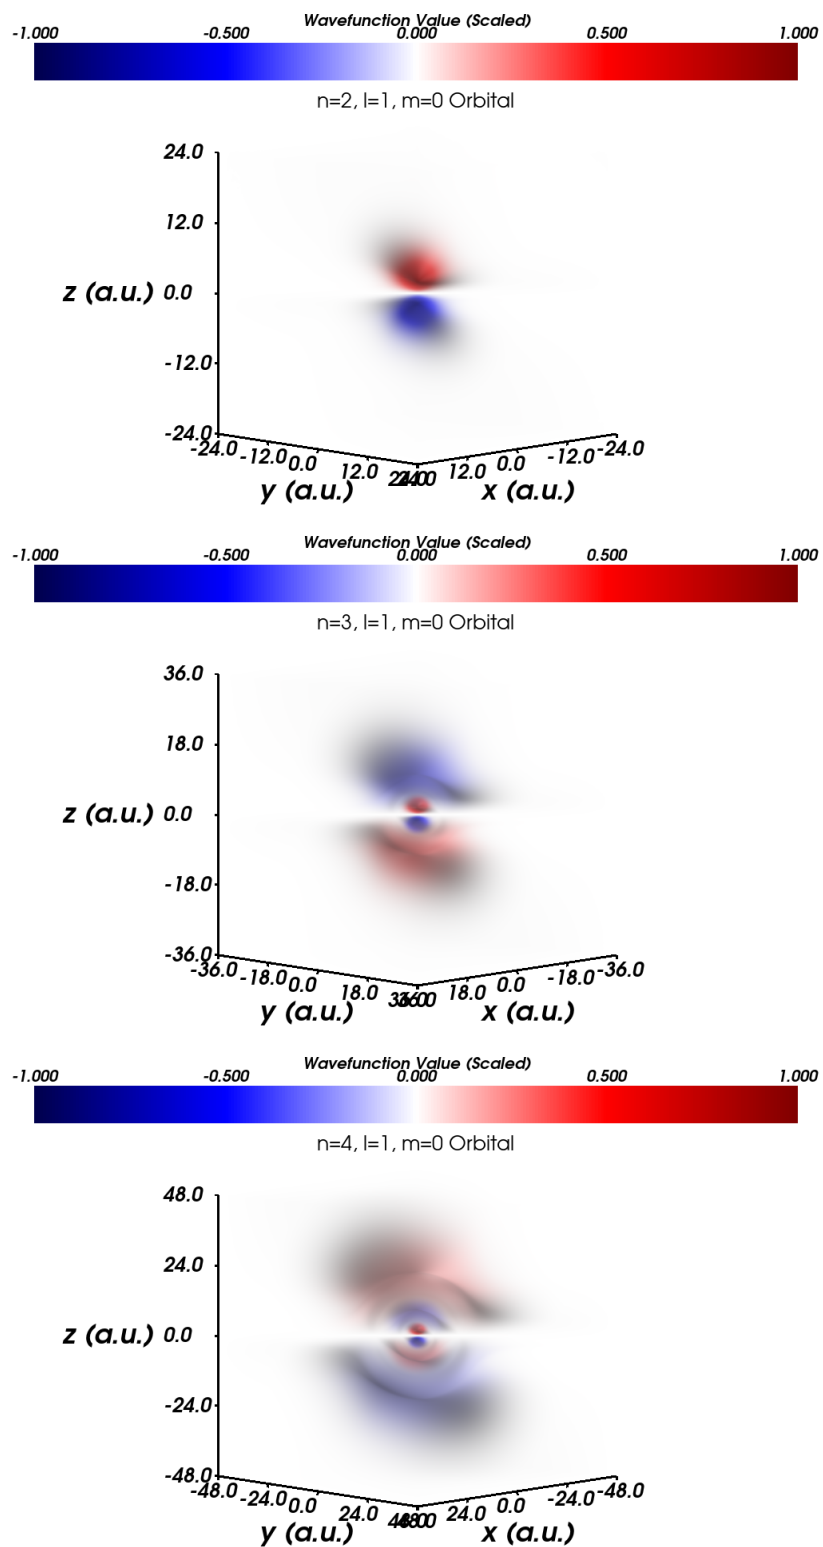 Wavefunction Value (Scaled)
-1.000 -0.500 0.000 0.500 1.000
n=2, l=1, m=0 Orbital
24.0
12.0
z (a.u.) 0.0
-12.0
-24.0
-24.0 -12.0 0.0 12.0 24.0 12.0 0.0 -12.0 -24.0
y (a.u.) x (a.u.)
Wavefunction Value (Scaled)
-1.000 -0.500 0.000 0.500 1.000
n=3, l=1, m=0 Orbital
36.0
18.0
z (a.u.) 0.0
-18.0
-36.0
-36.0 -18.0 0.0 18.0 36.0 18.0 0.0 -18.0 -36.0
y (a.u.) x (a.u.)
Wavefunction Value (Scaled)
-1.000 -0.500 0.000 0.500 1.000
n=4, l=1, m=0 Orbital
48.0
24.0
z (a.u.) 0.0
-24.0
-48.0
-48.0 -24.0 0.0 24.0 48.0 24.0 0.0 -24.0 -48.0
y (a.u.) x (a.u.)